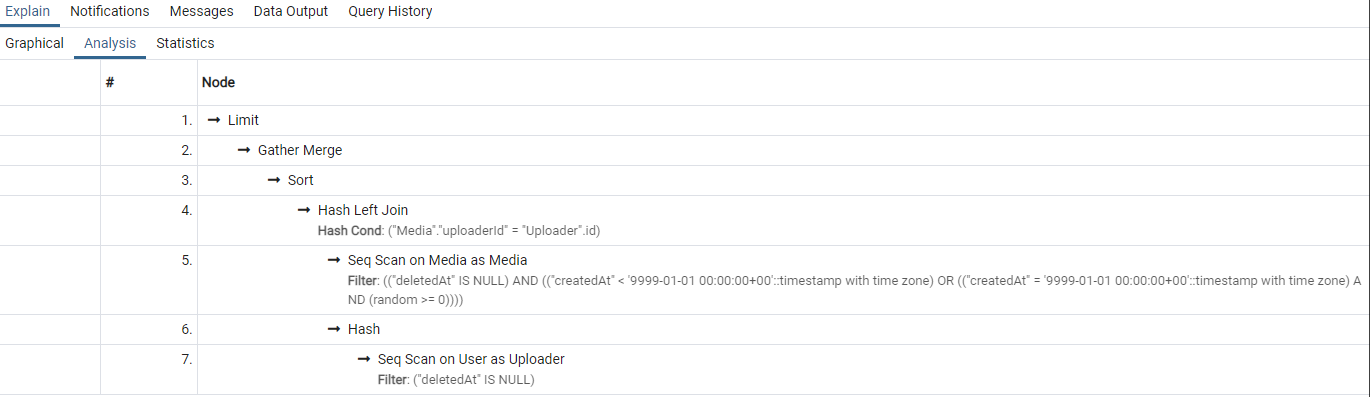 Explain Notifications Messages Data Output Query History
Graphical Analysis Statistics
# Node
1. → Limit
2. → Gather Merge
3. → Sort
4. → Hash Left Join
Hash Cond: ("Media"."uploaderId" = "Uploader".id)
5. → Seq Scan on Media as Media
Filter: (("deletedAt" IS NULL) AND (("createdAt" < '9999-01-01 00:00:00+00'::timestamp with time zone) OR (("createdAt" = '9999-01-01 00:00:00+00'::timestamp with time zone) A
ND (random >= 0))))
6. → Hash
7. → Seq Scan on User as Uploader
Filter: ("deletedAt" IS NULL)